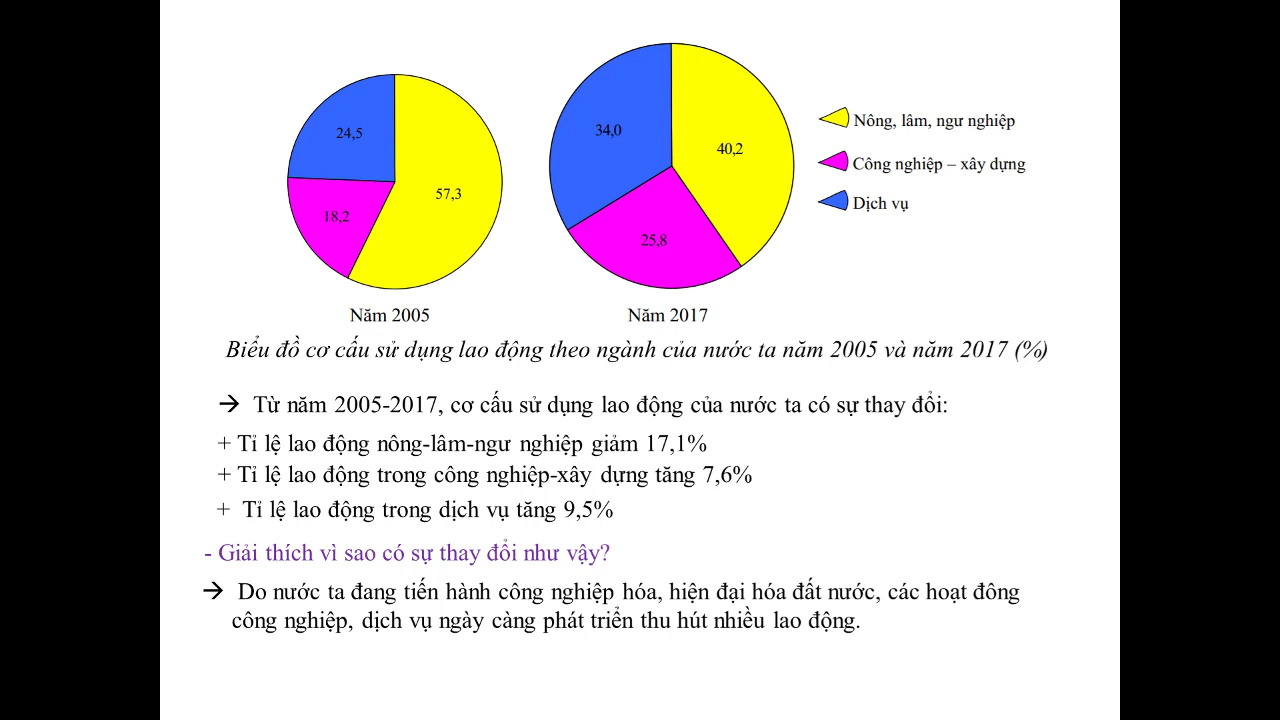 24,5
57,3
18,2
34,0
40,2
25,8
Nông, lâm, ngư nghiệp
Công nghiệp – xây dựng
Dịch vụ
Năm 2005
Năm 2017
Biểu đồ cơ cấu sử dụng lao động theo ngành của nước ta năm 2005 và năm 2017 (%)
→ Từ năm 2005-2017, cơ cấu sử dụng lao động của nước ta có sự thay đổi:
+ Tỉ lệ lao động nông-lâm-ngư nghiệp giảm 17,1%
+ Tỉ lệ lao động trong công nghiệp-xây dựng tăng 7,6%
+ Tỉ lệ lao động trong dịch vụ tăng 9,5%
- Giải thích vì sao có sự thay đổi như vậy?
→ Do nước ta đang tiến hành công nghiệp hóa, hiện đại hóa đất nước, các hoạt đông
công nghiệp, dịch vụ ngày càng phát triển thu hút nhiều lao động.